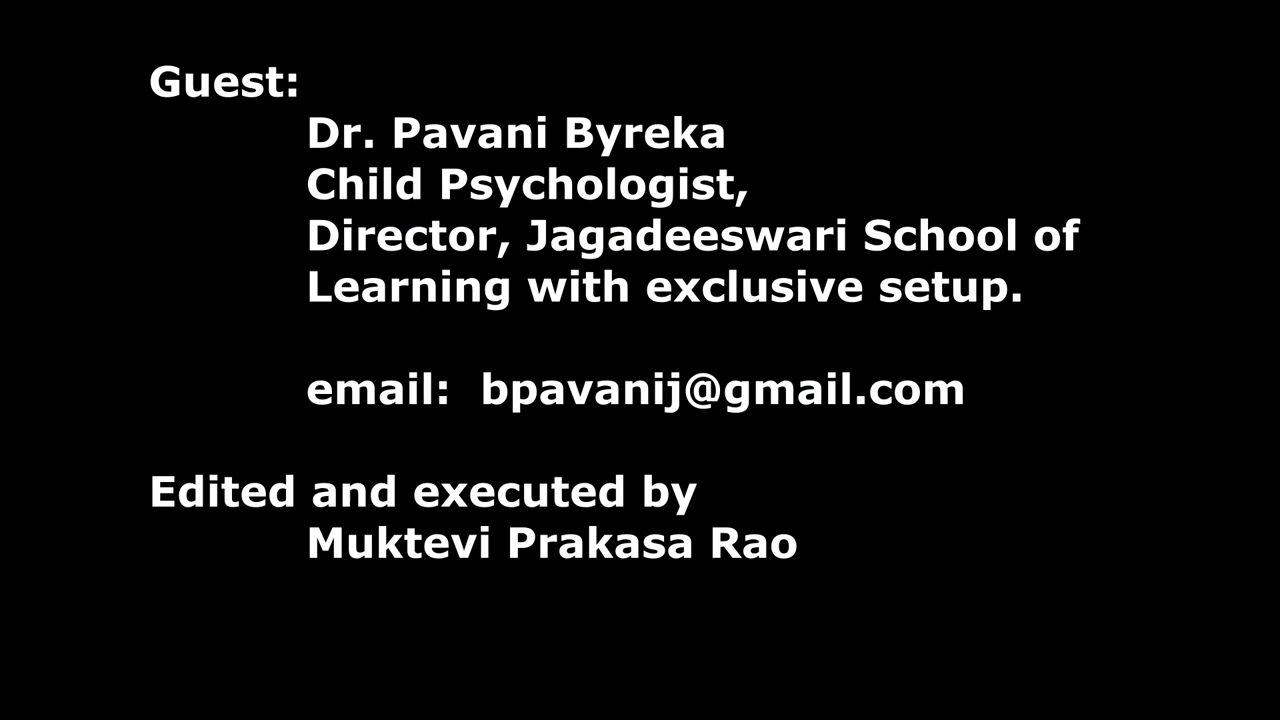 Guest:
Dr. Pavani Byreka
Child Psychologist,
Director, Jagadeeswari School of
Learning with exclusive setup.
email: bpavanij@gmail.com
Edited and executed by
Muktevi Prakasa Rao